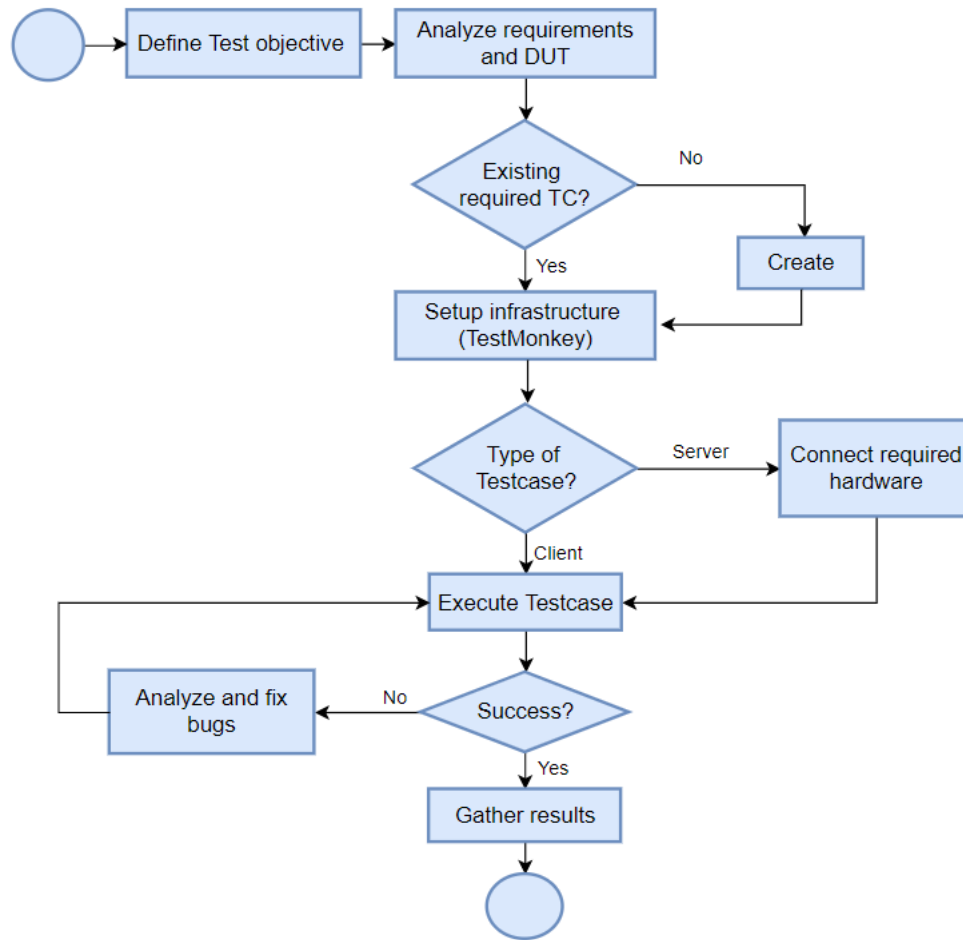 Define Test objective
Analyze requirements
and DUT
Existing
required TC?
No
Create
Yes
Setup infrastructure
(TestMonkey)
Type of
Testcase?
Server
Connect required
hardware
Client
Execute Testcase
Success?
No
Analyze and fix
bugs
Yes
Gather results